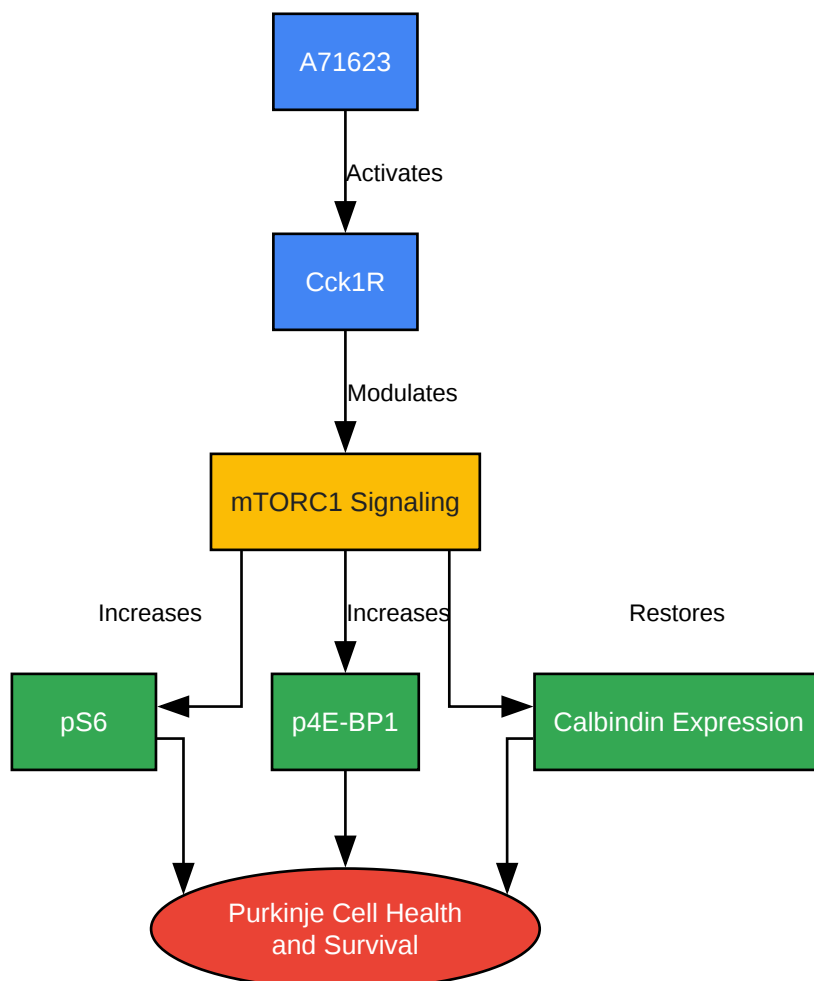 A71623
Activates
Cck1R
Modulates
mTORC1 Signaling
Increases
Increases
Restores
pS6
p4E-BP1
Calbindin Expression
Purkinje Cell Health
and Survival